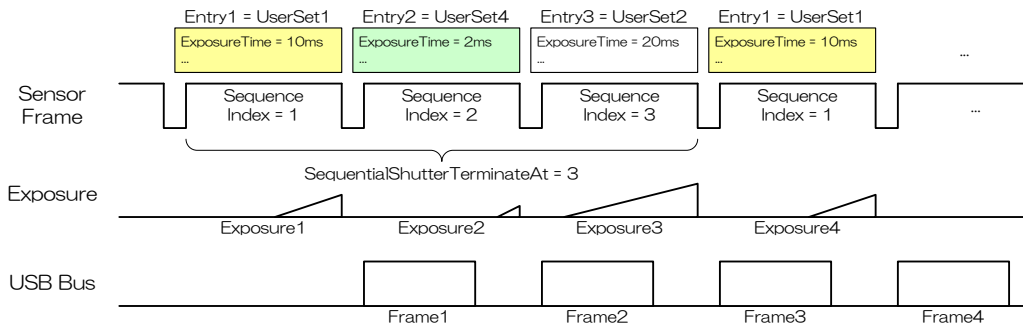 Entry1 = UserSet1
Entry2 = UserSet4
Entry3 = UserSet2
Entry1 = UserSet1
ExposureTime = 10ms
...
ExposureTime = 2ms
...
ExposureTime = 20ms
...
ExposureTime = 10ms
...
...
Sensor
Frame
Sequence
Index = 1
Sequence
Index = 2
Sequence
Index = 3
Sequence
Index = 1
...
SequentialShutterTerminateAt = 3
Exposure
Exposure1
Exposure2
Exposure3
Exposure4
USB Bus
Frame1
Frame2
Frame3
Frame4